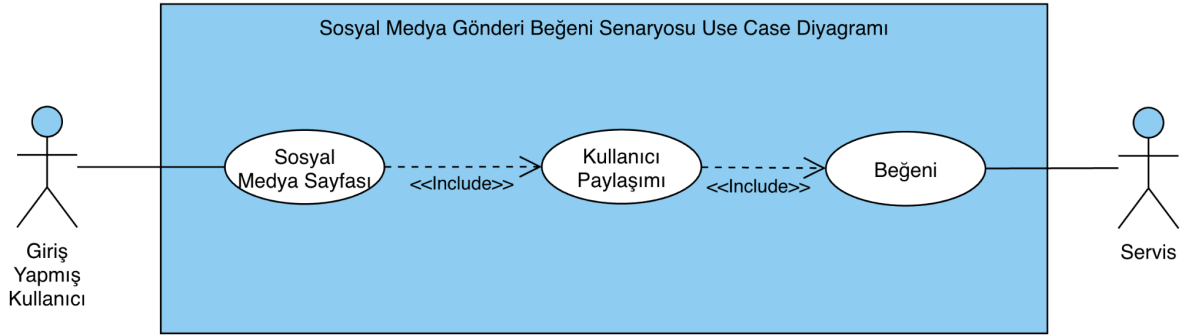 Sosyal Medya Gönderi Beğeni Senaryosu Use Case Diyagramı
Sosyal
Medya Sayfası
<<Include>>
Kullanıcı
Paylaşımı
<<Include>>
Beğeni
Giriş
Yapmış
Kullanıcı
Servis